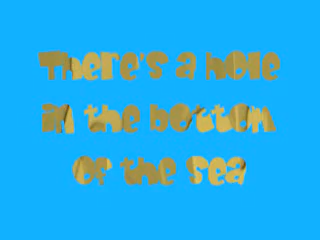 There's a hole
in the bottom
of the sea